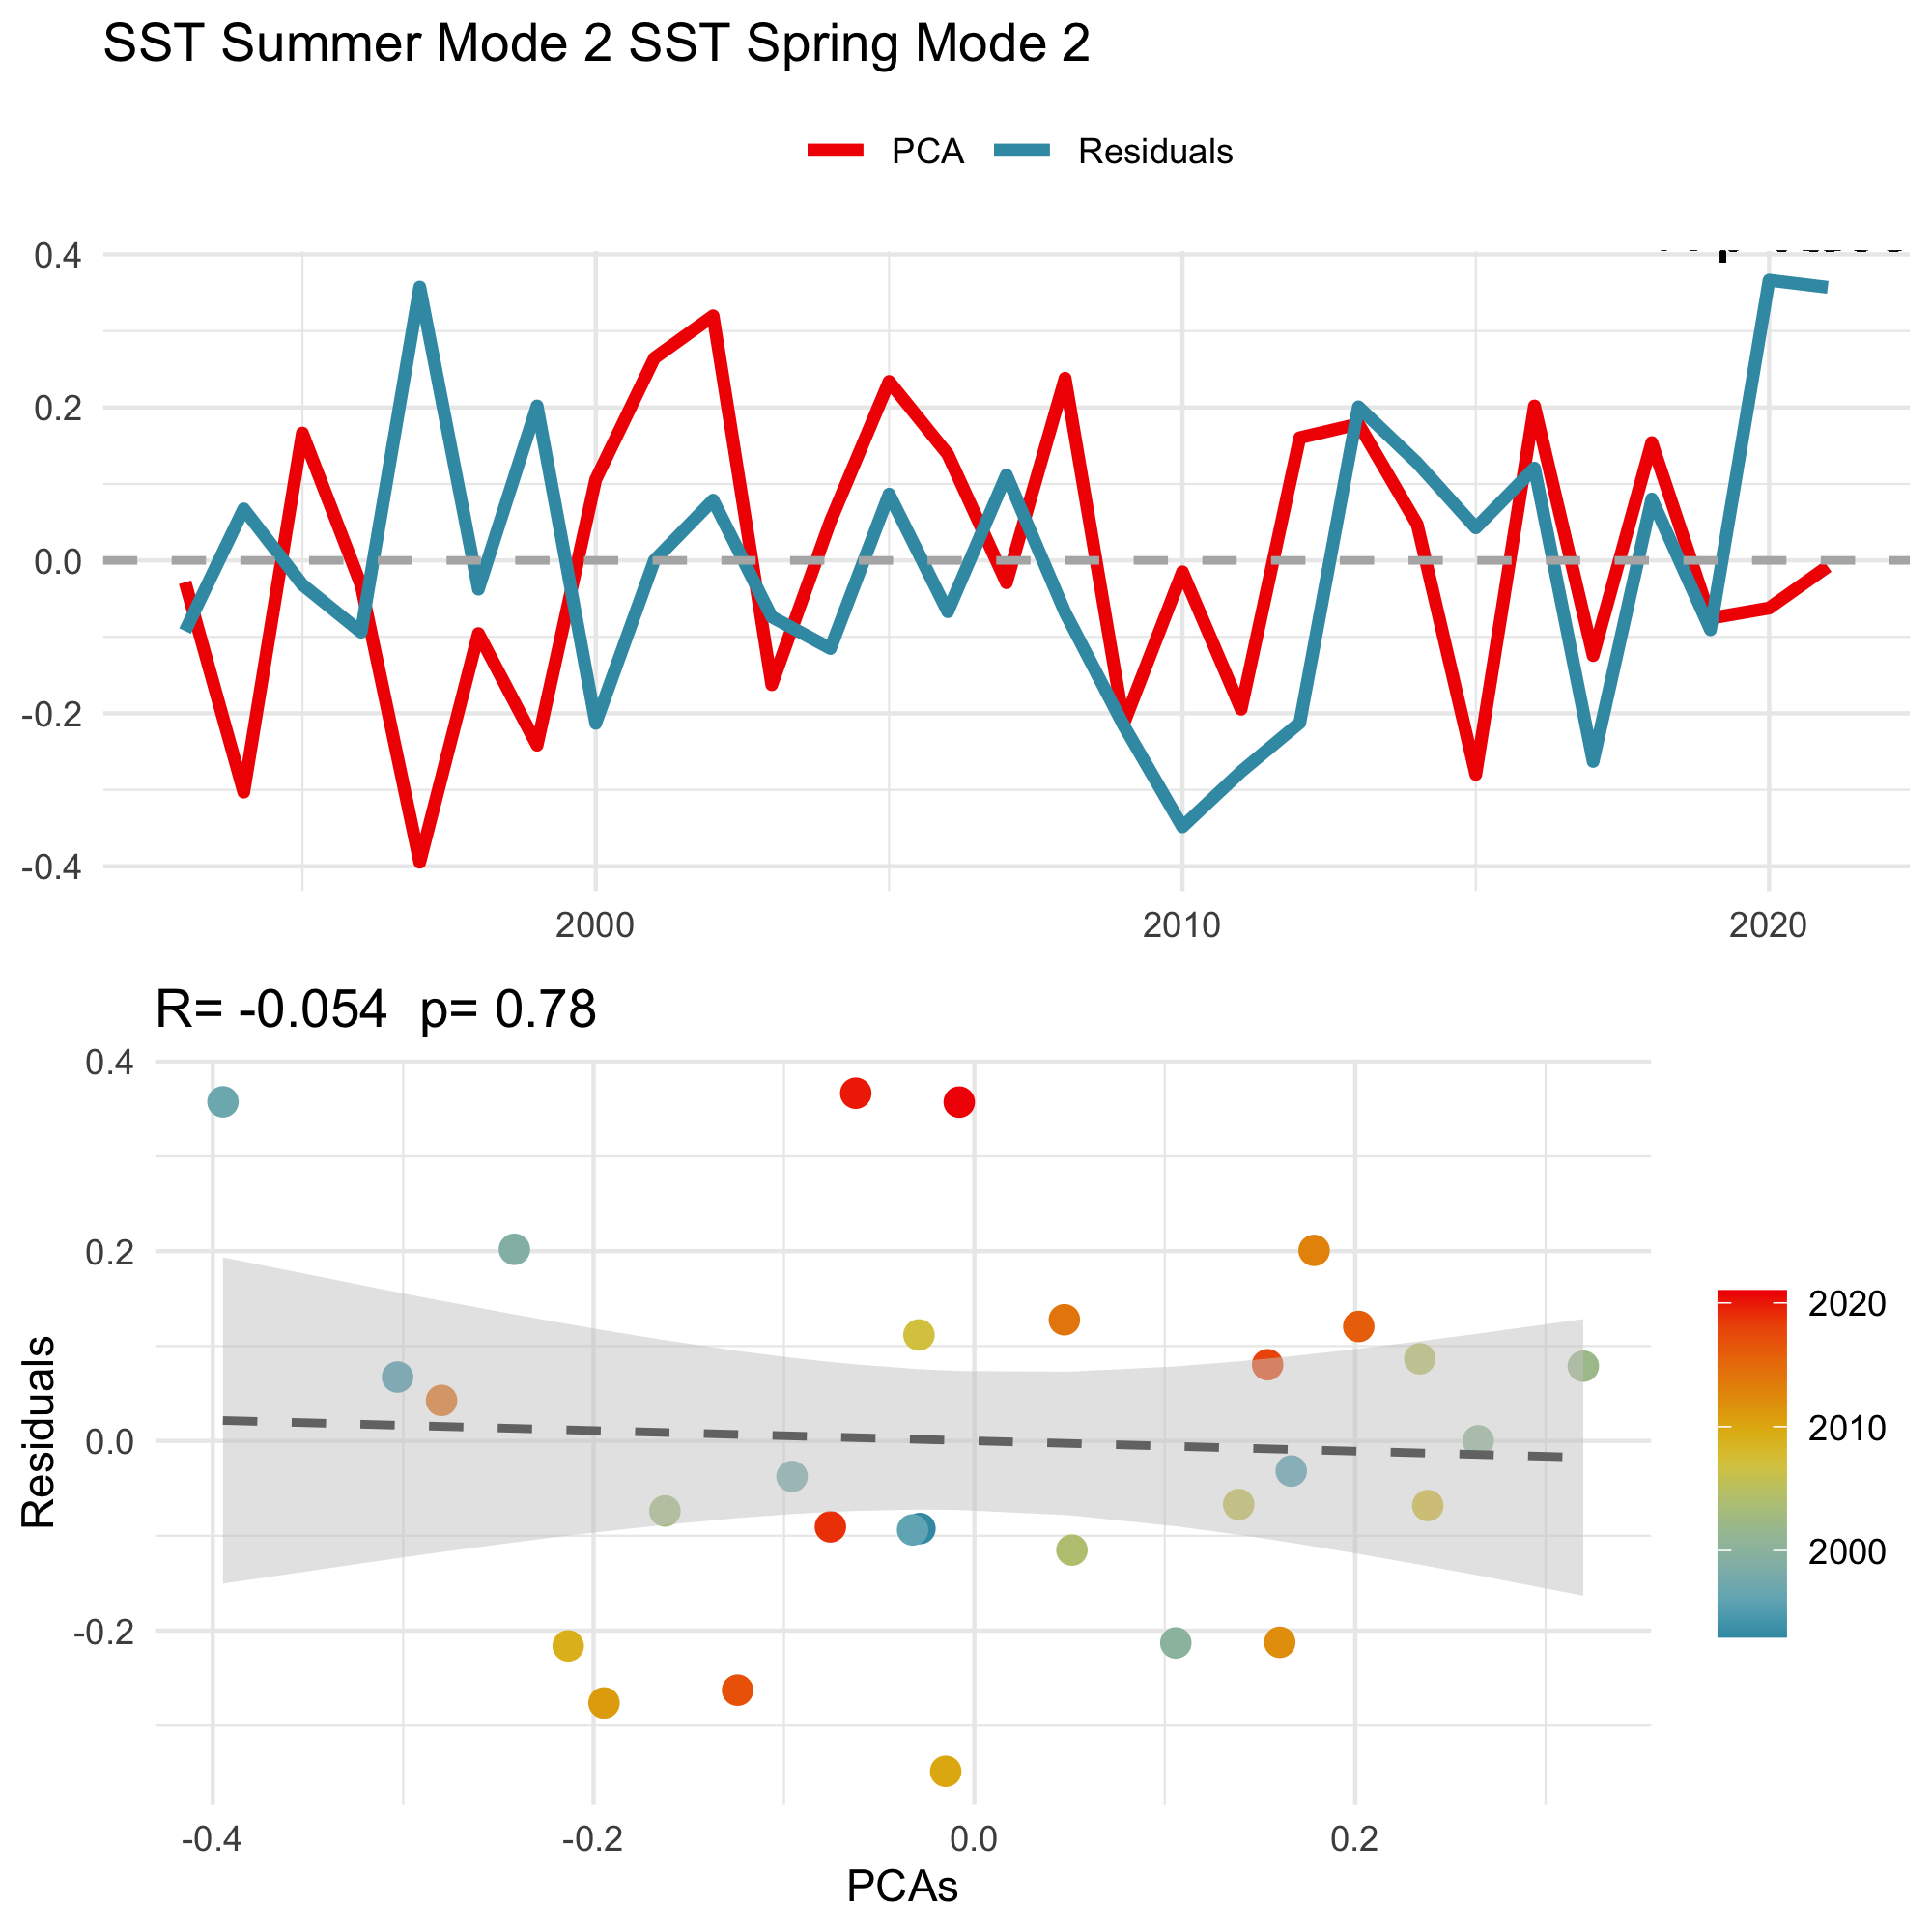 SST Summer Mode 2 SST Spring Mode 2
PCA Residuals
0.4
0.2
0.0
-0.2
-0.4
2000 2010 2020
R= -0.054 p= 0.78
0.4
0.2
0.0
-0.2
Residuals
-0.4 -0.2 0.0 0.2
PCAs
2020
2010
2000